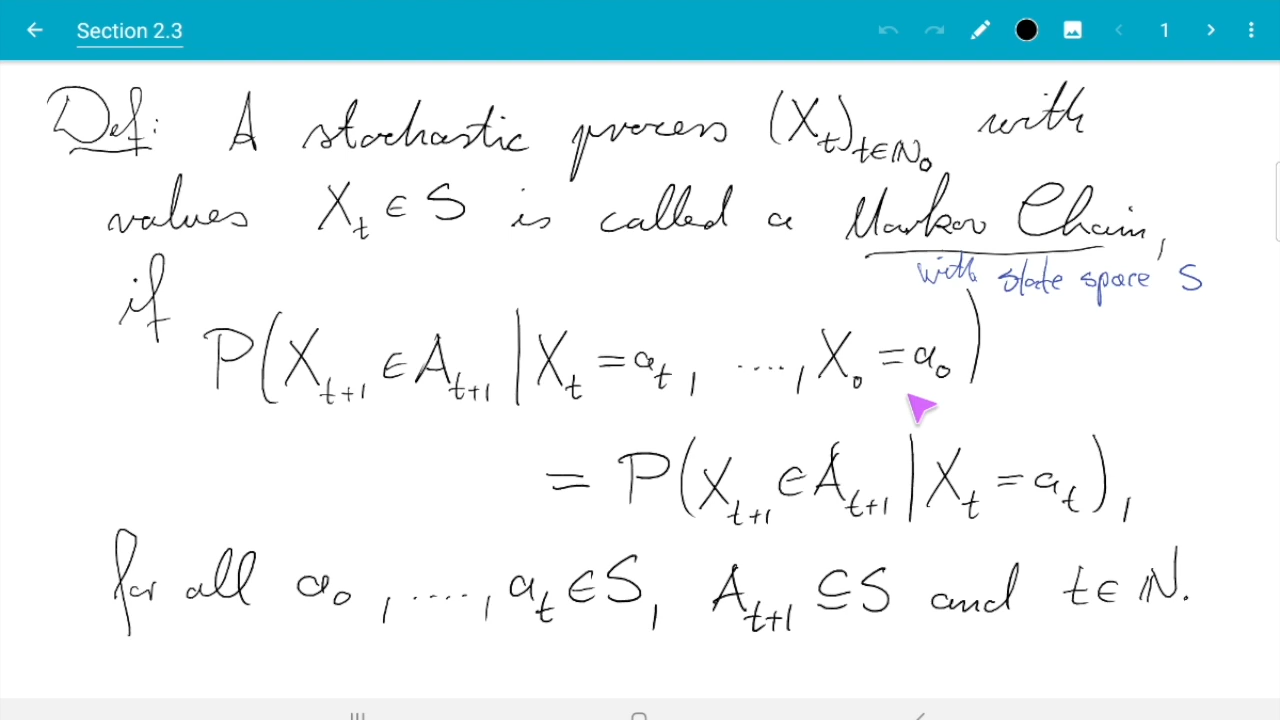 Section 2.3
1
Def: A stochastic process (X_t)_{t∈ℕ_0} with
values X_t ∈ S is called a Markov Chain,
with state space S
if
P(X_{t+1} ∈ A_{t+1} | X_t = a_t, ...., X_0 = a_0)
= P(X_{t+1} ∈ A_{t+1} | X_t = a_t),
for all a_0, ...., a_t ∈ S, A_{t+1} ⊆ S and t ∈ ℕ.